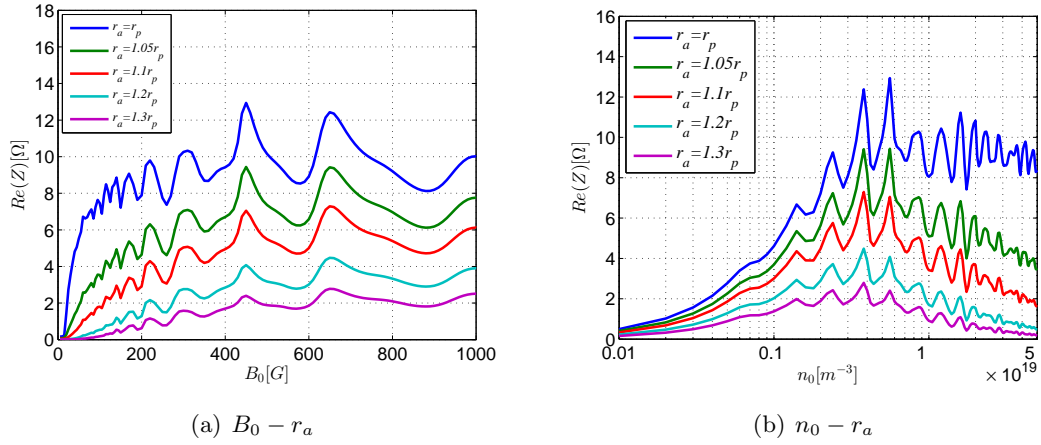 18
16
14
12
10
8
6
4
2
0
Re(Z)[Ω]
r_a=r_p
r_a=1.05r_p
r_a=1.1r_p
r_a=1.2r_p
r_a=1.3r_p
0 200 400 600 800 1000
B_0[G]
(a) B_0 − r_a
16
14
12
10
8
6
4
2
0
Re(Z)[Ω]
r_a=r_p
r_a=1.05r_p
r_a=1.1r_p
r_a=1.2r_p
r_a=1.3r_p
0.01 0.1 1 5
× 10^19
n_0[m^−3]
(b) n_0 − r_a